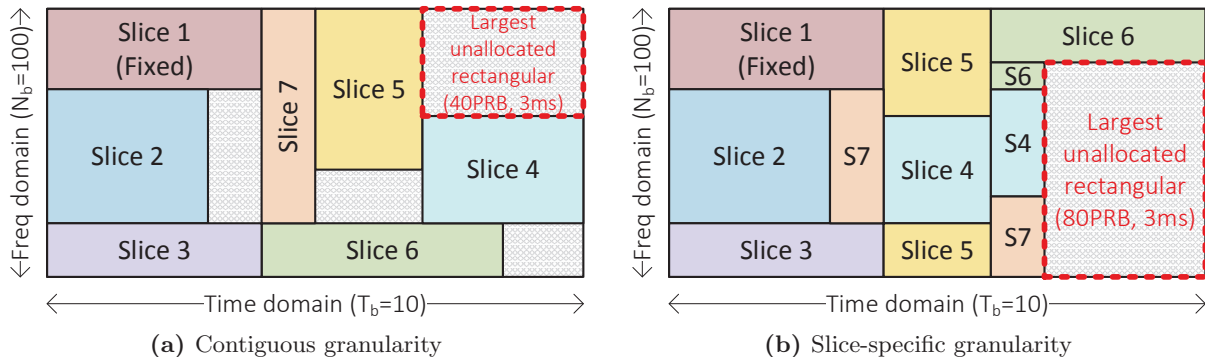 Freq domain (N_b=100)
Slice 1
(Fixed)
Slice 2
Slice 3
Slice 7
Slice 5
Slice 6
Slice 4
Largest
unallocated
rectangular
(40PRB, 3ms)
Time domain (T_b=10)
(a) Contiguous granularity
Freq domain (N_b=100)
Slice 1
(Fixed)
Slice 2
S7
Slice 3
Slice 5
Slice 4
Slice 5
Slice 6
S6
S4
S7
Largest
unallocated
rectangular
(80PRB, 3ms)
Time domain (T_b=10)
(b) Slice-specific granularity